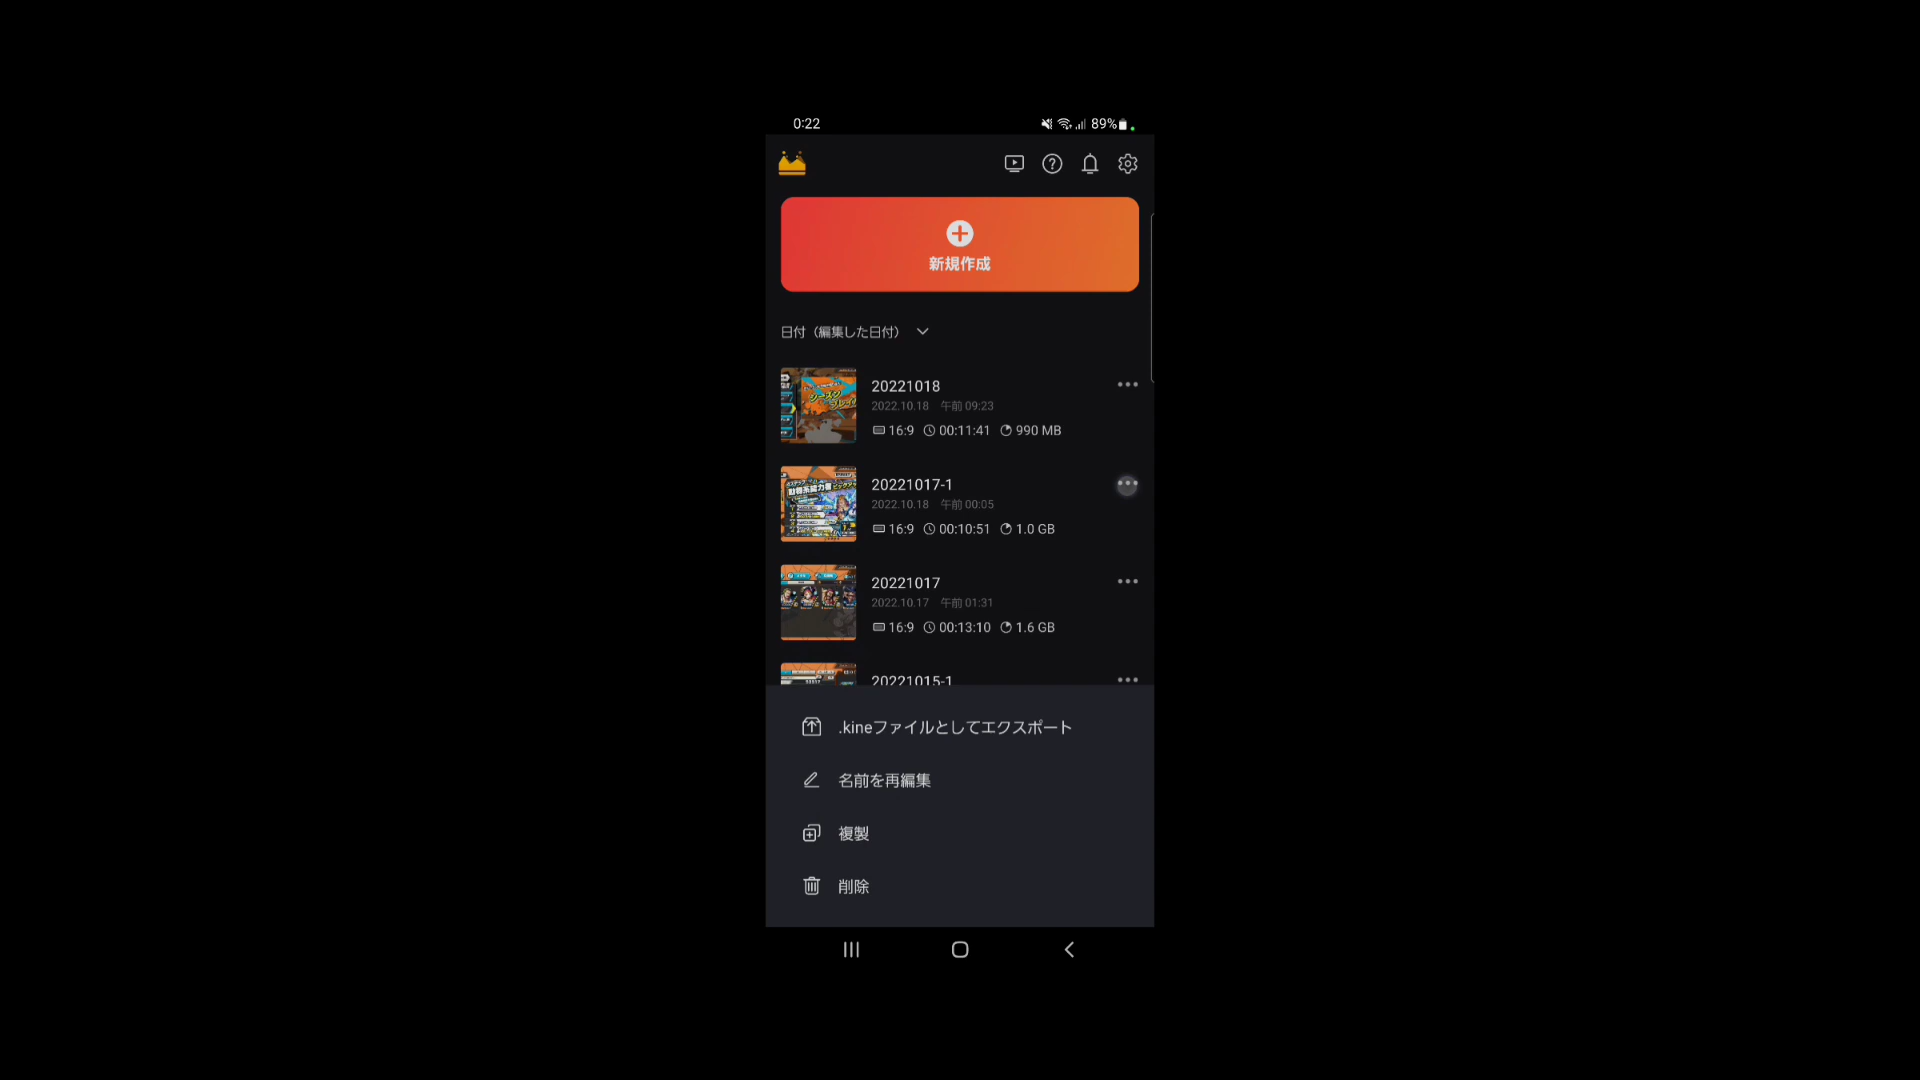 0:22
89%
新規作成
日付（編集した日付）
20221018
2022.10.18 午前 09:23
16:9 00:11:41 990 MB
20221017-1
2022.10.18 午前 00:05
16:9 00:10:51 1.0 GB
20221017
2022.10.17 午前 01:31
16:9 00:13:10 1.6 GB
20221015-1
.kineファイルとしてエクスポート
名前を再編集
複製
削除